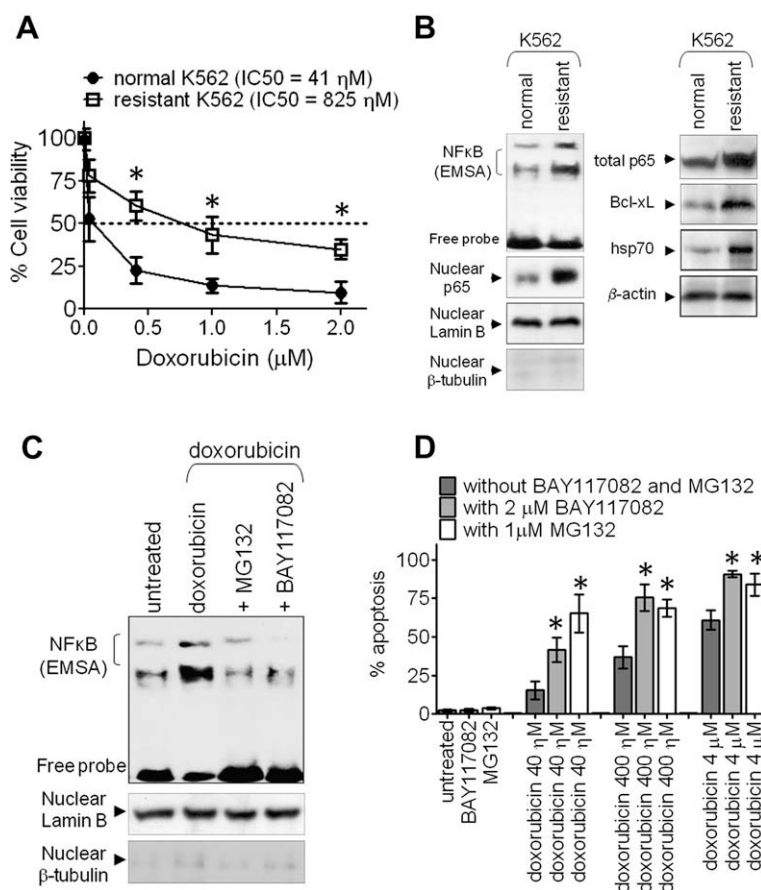 A
normal K562 (IC50 = 41 ηM)
resistant K562 (IC50 = 825 ηM)
% Cell viability
100
75
50
25
0
* * *
0.0 0.5 1.0 1.5 2.0
Doxorubicin (μM)
B
K562
normal
resistant
NFκB
(EMSA)
Free probe
Nuclear
p65
Nuclear
Lamin B
Nuclear
β-tubulin
K562
normal
resistant
total p65
Bcl-xL
hsp70
β-actin
C
doxorubicin
untreated
doxorubicin
+ MG132
+ BAY117082
NFκB
(EMSA)
Free probe
Nuclear
Lamin B
Nuclear
β-tubulin
D
without BAY117082 and MG132
with 2 μM BAY117082
with 1μM MG132
% apoptosis
100
75
50
25
0
* * * * * *
untreated
BAY117082
MG132
doxorubicin 40 ηM
doxorubicin 40 ηM
doxorubicin 40 ηM
doxorubicin 400 ηM
doxorubicin 400 ηM
doxorubicin 400 ηM
doxorubicin 4 μM
doxorubicin 4 μM
doxorubicin 4 μM